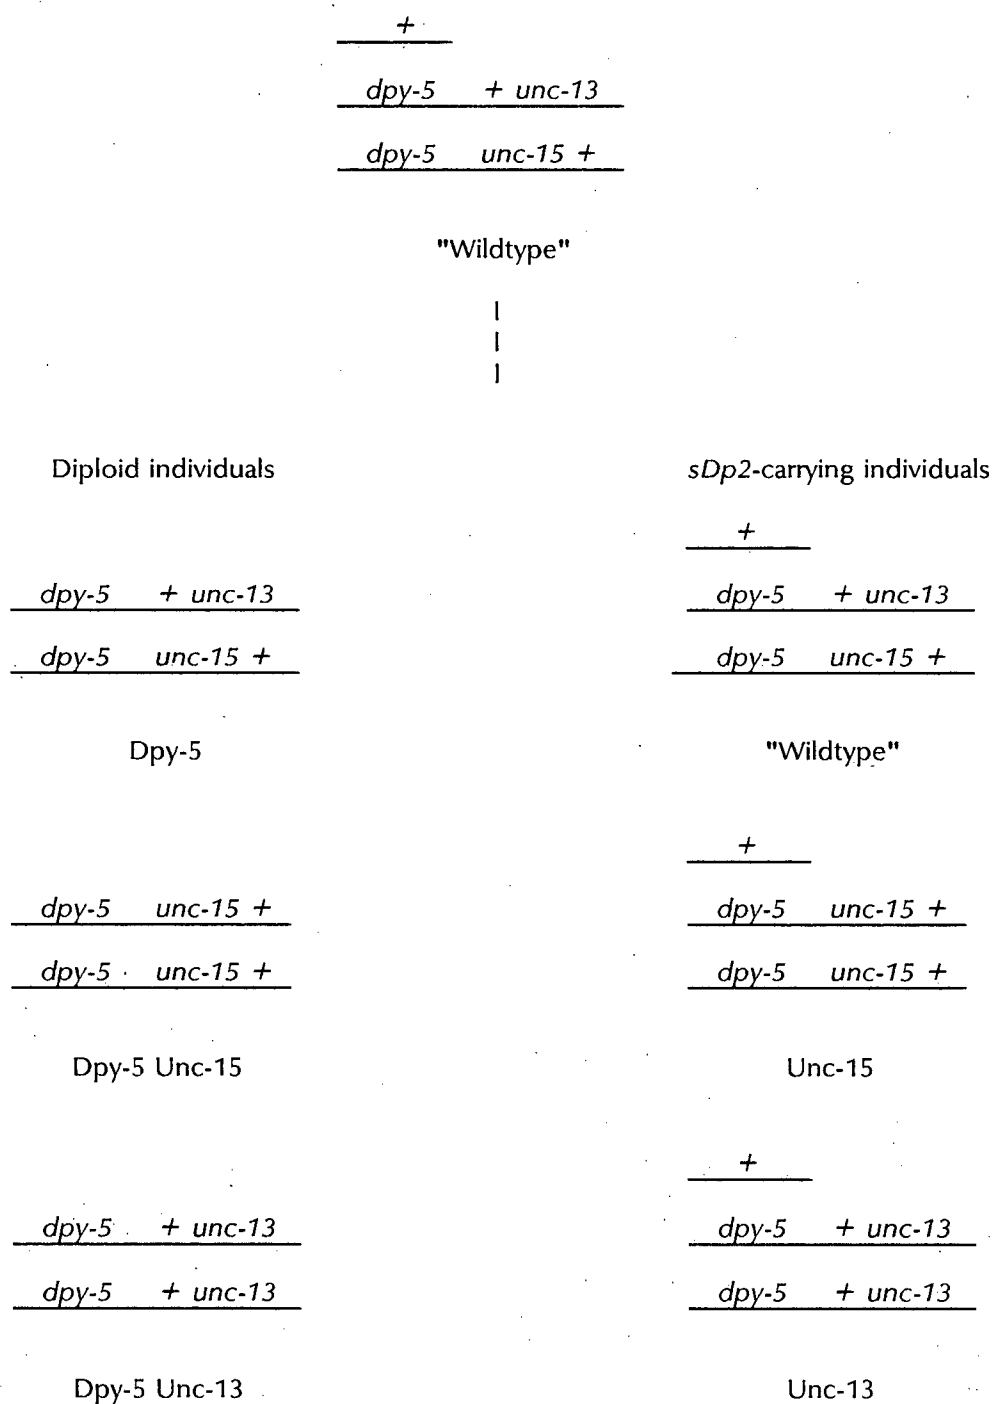 +
dpy-5 + unc-13
dpy-5 unc-15 +
"Wildtype"
Diploid individuals
sDp2-carrying individuals
+
dpy-5 + unc-13
dpy-5 + unc-13
dpy-5 unc-15 +
dpy-5 unc-15 +
Dpy-5
"Wildtype"
+
dpy-5 unc-15 +
dpy-5 unc-15 +
dpy-5 unc-15 +
dpy-5 unc-15 +
Dpy-5 Unc-15
Unc-15
+
dpy-5 + unc-13
dpy-5 + unc-13
dpy-5 + unc-13
dpy-5 + unc-13
Dpy-5 Unc-13
Unc-13